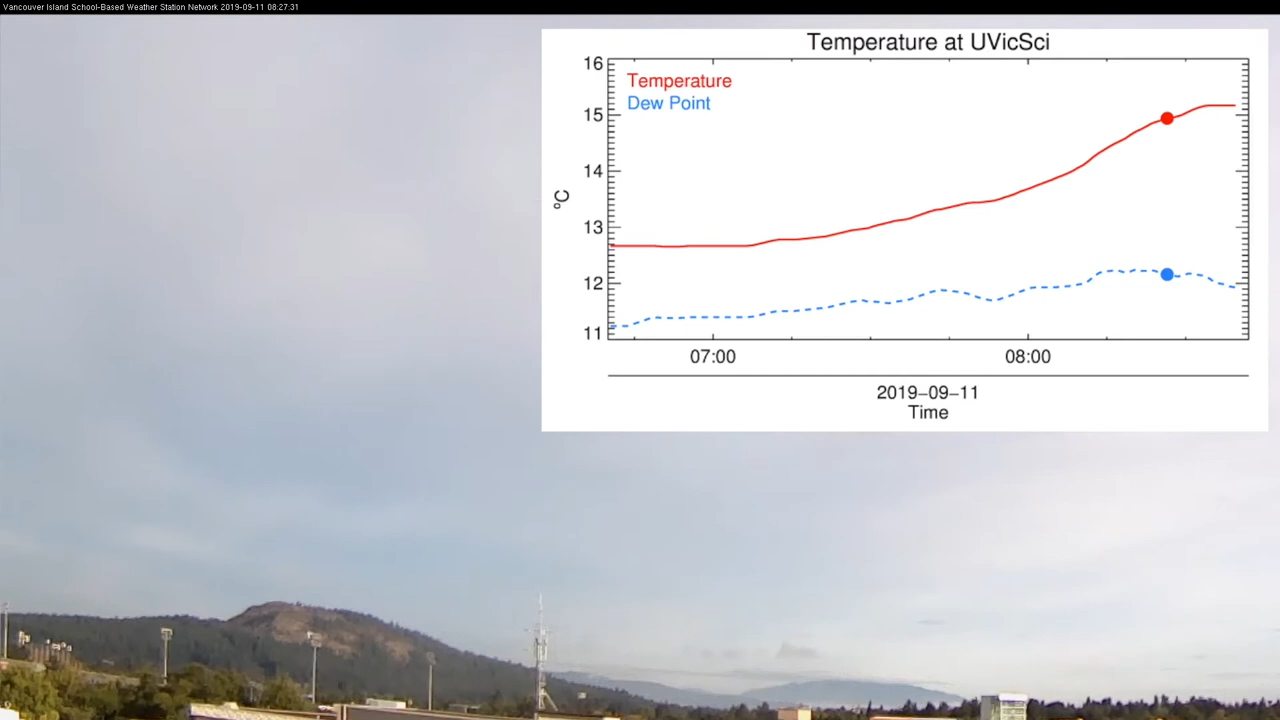 Vancouver Island School-Based Weather Station Network 2019-09-11 08:27:31
Temperature at UVicSci
Temperature
Dew Point
16
15
14
13
12
11
ºC
07:00 08:00
2019–09–11
Time